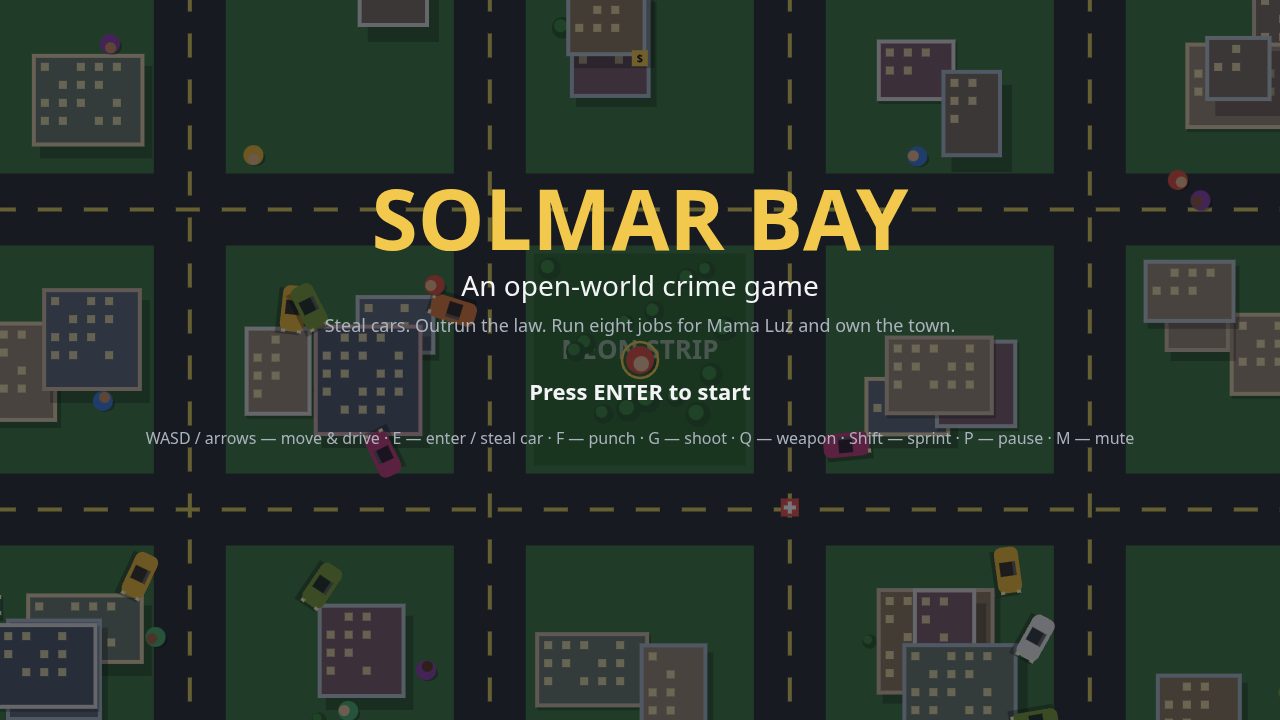 $
SOLMAR BAY
An open-world crime game
Steal cars. Outrun the law. Run eight jobs for Mama Luz and own the town.
NEON STRIP
Press ENTER to start
WASD / arrows — move & drive · E — enter / steal car · F — punch · G — shoot · Q — weapon · Shift — sprint · P — pause · M — mute